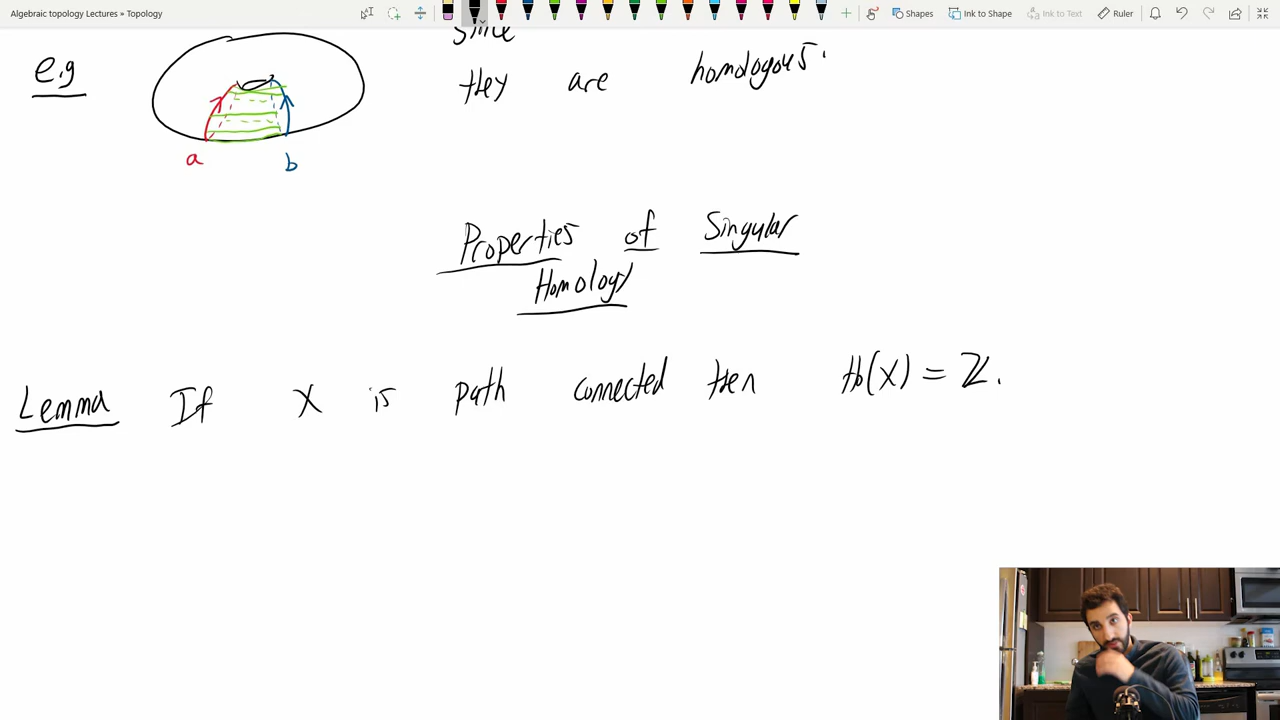 Algebraic topology Lectures » Topology
Shapes
Ink to Shape
Ink to Text
Ruler
since
e.g
they are homologous.
a
b
Properties of Singular
Homology
Lemma If X is path connected then H₀(X) = ℤ.